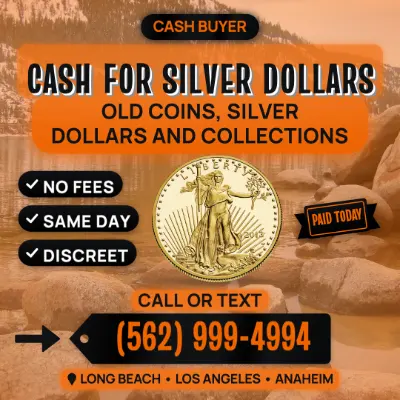 CASH BUYER
CASH FOR SILVER DOLLARS
OLD COINS, SILVER
DOLLARS AND COLLECTIONS
NO FEES
SAME DAY
DISCREET
LIBERTY
PAID TODAY
CALL OR TEXT
(562) 999-4994
LONG BEACH • LOS ANGELES • ANAHEIM